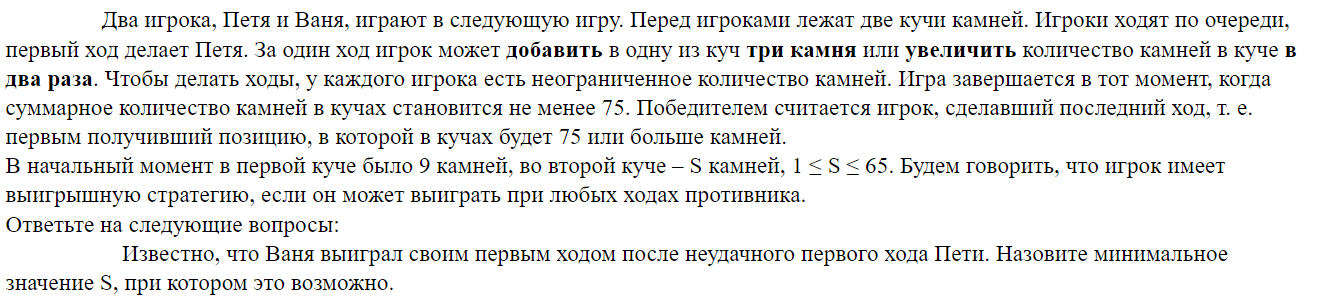 Два игрока, Петя и Ваня, играют в следующую игру. Перед игроками лежат две кучи камней. Игроки ходят по очереди,
первый ход делает Петя. За один ход игрок может добавить в одну из куч три камня или увеличить количество камней в куче в
два раза. Чтобы делать ходы, у каждого игрока есть неограниченное количество камней. Игра завершается в тот момент, когда
суммарное количество камней в кучах становится не менее 75. Победителем считается игрок, сделавший последний ход, т. е.
первым получивший позицию, в которой в кучах будет 75 или больше камней.
В начальный момент в первой куче было 9 камней, во второй куче – S камней, 1 ≤ S ≤ 65. Будем говорить, что игрок имеет
выигрышную стратегию, если он может выиграть при любых ходах противника.
Ответьте на следующие вопросы:
Известно, что Ваня выиграл своим первым ходом после неудачного первого хода Пети. Назовите минимальное
значение S, при котором это возможно.